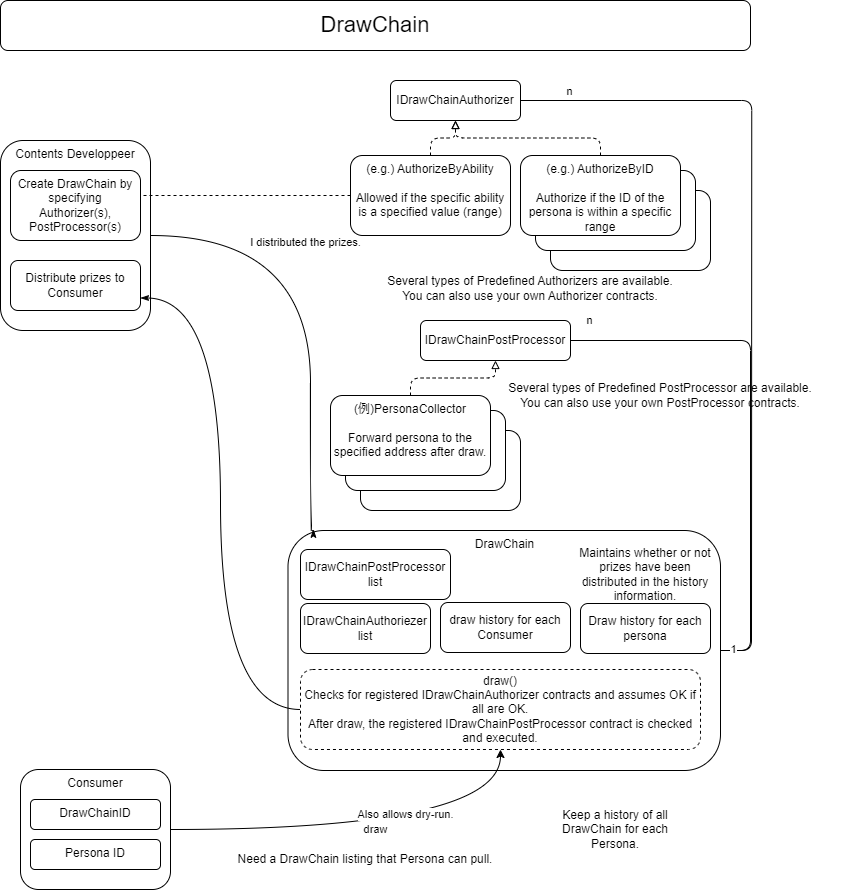 DrawChain
IDrawChainAuthorizer
n
Contents Developpeer
Create DrawChain by
specifying
Authorizer(s),
PostProcessor(s)
Distribute prizes to
Consumer
(e.g.) AuthorizeByAbility
Allowed if the specific ability
is a specified value (range)
(e.g.) AuthorizeByID
Authorize if the ID of the
persona is within a specific
range
I distributed the prizes.
Several types of Predefined Authorizers are available.
You can also use your own Authorizer contracts.
IDrawChainPostProcessor
n
Several types of Predefined PostProcessor are available.
You can also use your own PostProcessor contracts.
(例)PersonaCollector
Forward persona to the
specified address after draw.
DrawChain
IDrawChainPostProcessor
list
Maintains whether or not
prizes have been
distributed in the history
information.
IDrawChainAuthoriezer
list
draw history for each
Consumer
Draw history for each
persona
1
draw()
Checks for registered IDrawChainAuthorizer contracts and assumes OK if
all are OK.
After draw, the registered IDrawChainPostProcessor contract is checked
and executed.
Consumer
DrawChainID
Persona ID
Also allows dry-run.
draw
Need a DrawChain listing that Persona can pull.
Keep a history of all
DrawChain for each
Persona.